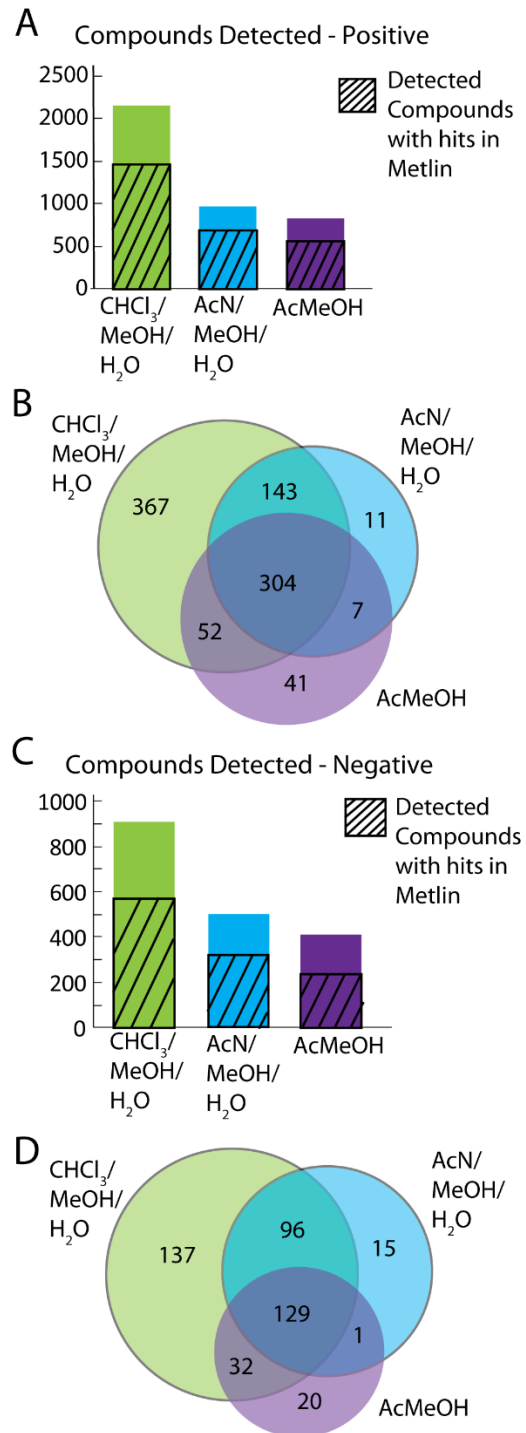 A
Compounds Detected - Positive
2500
2000
1500
1000
500
0
Detected
Compounds
with hits in
Metlin
CHCl₃/
MeOH/
H₂O
AcN/
MeOH/
H₂O
AcMeOH
B
CHCl₃/
MeOH/
H₂O
AcN/
MeOH/
H₂O
367
143
11
304
52
7
41
AcMeOH
C
Compounds Detected - Negative
1000
800
600
400
200
0
Detected
Compounds
with hits in
Metlin
CHCl₃/
MeOH/
H₂O
AcN/
MeOH/
H₂O
AcMeOH
D
CHCl₃/
MeOH/
H₂O
AcN/
MeOH/
H₂O
137
96
15
129
32
1
20
AcMeOH